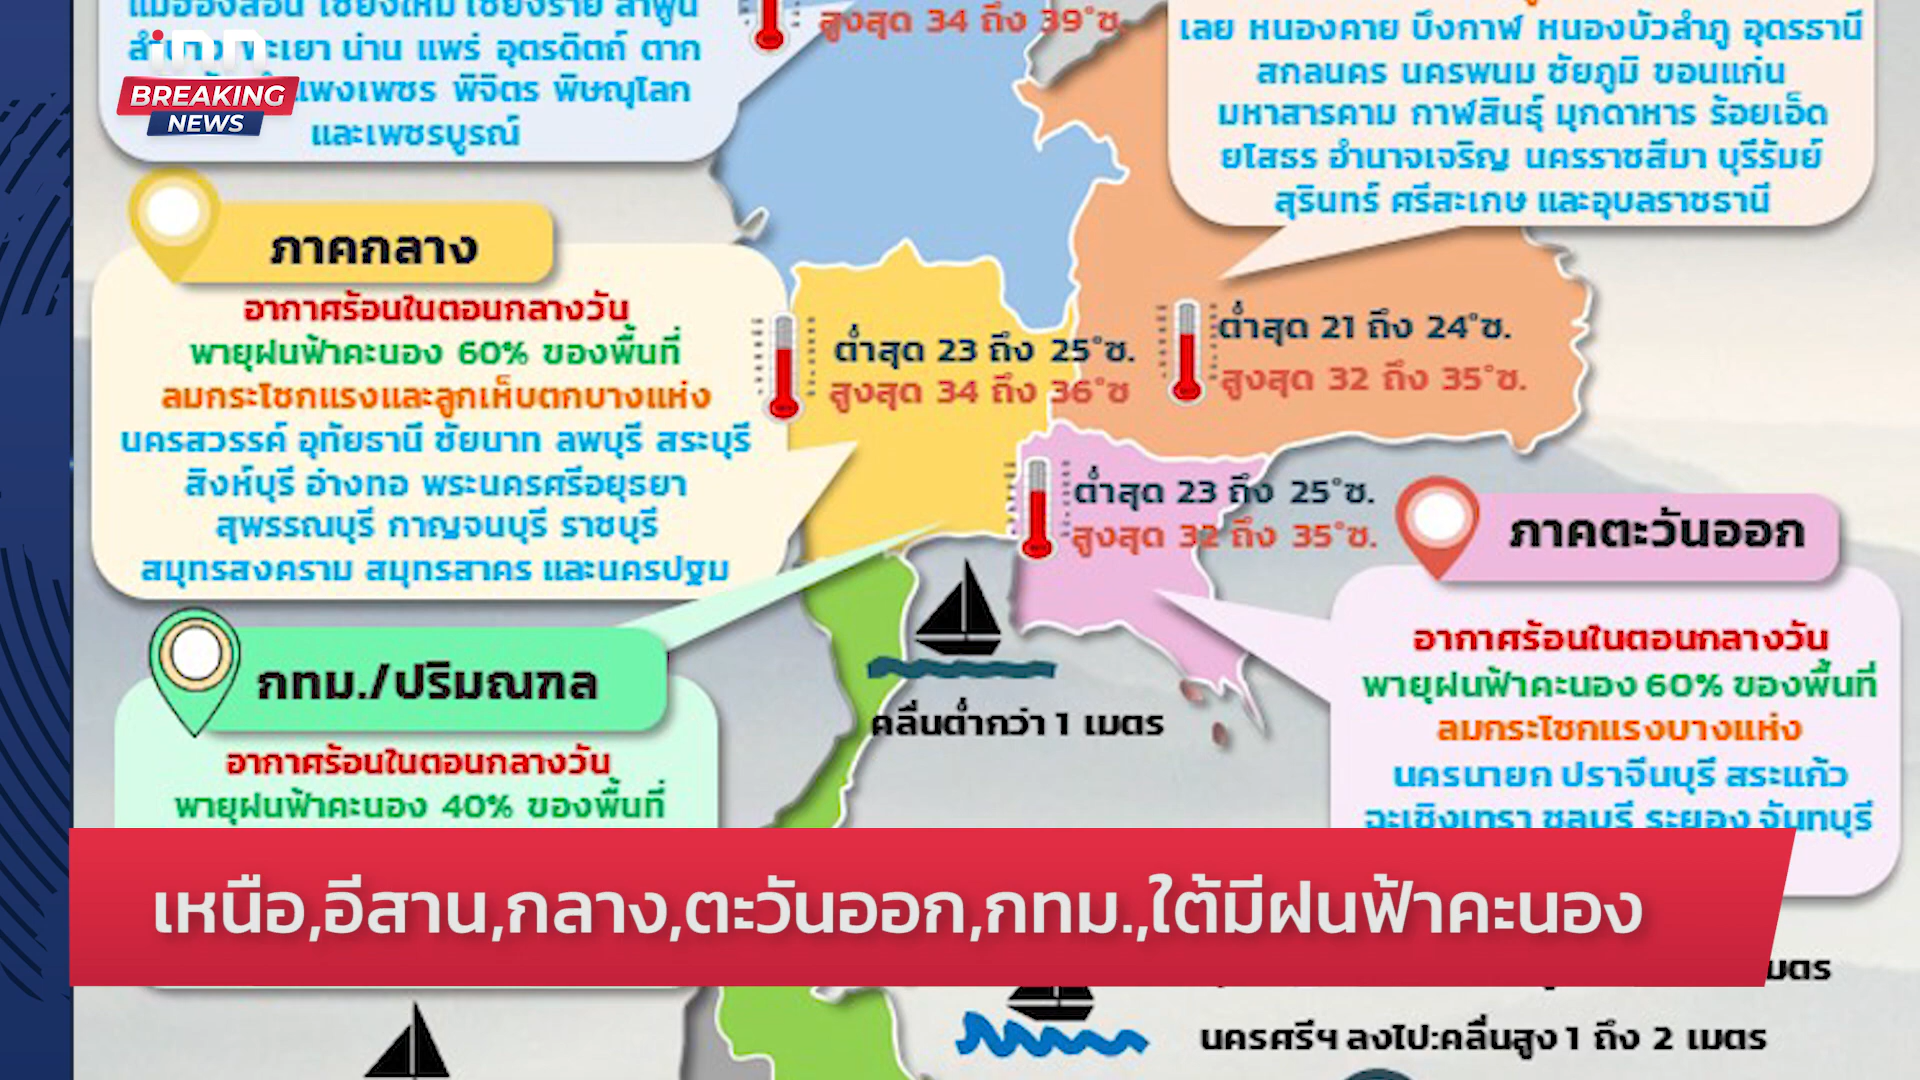 แม่ฮ่องสอน เชียงใหม่ เชียงราย ลำพูน
ลำปาง พะเยา น่าน แพร่ อุตรดิตถ์ ตาก
กำแพงเพชร พิจิตร พิษณุโลก
และเพชรบูรณ์
inn
BREAKING
NEWS
สูงสุด 34 ถึง 39°ซ.
เลย หนองคาย บึงกาฬ หนองบัวลำภู อุดรธานี
สกลนคร นครพนม ชัยภูมิ ขอนแก่น
มหาสารคาม กาฬสินธุ์ มุกดาหาร ร้อยเอ็ด
ยโสธร อำนาจเจริญ นครราชสีมา บุรีรัมย์
สุรินทร์ ศรีสะเกษ และอุบลราชธานี
ภาคกลาง
อากาศร้อนในตอนกลางวัน
พายุฝนฟ้าคะนอง 60% ของพื้นที่
ลมกระโชกแรงและลูกเห็บตกบางแห่ง
นครสวรรค์ อุทัยธานี ชัยนาท ลพบุรี สระบุรี
สิงห์บุรี อ่างทอง พระนครศรีอยุธยา
สุพรรณบุรี กาญจนบุรี ราชบุรี
สมุทรสงคราม สมุทรสาคร และนครปฐม
ต่ำสุด 23 ถึง 25°ซ.
สูงสุด 34 ถึง 36°ซ
ต่ำสุด 21 ถึง 24°ซ.
สูงสุด 32 ถึง 35°ซ.
ต่ำสุด 23 ถึง 25°ซ.
สูงสุด 32 ถึง 35°ซ.
ภาคตะวันออก
อากาศร้อนในตอนกลางวัน
พายุฝนฟ้าคะนอง 60% ของพื้นที่
ลมกระโชกแรงบางแห่ง
นครนายก ปราจีนบุรี สระแก้ว
ฉะเชิงเทรา ชลบุรี ระยอง จันทบุรี
กทม./ปริมณฑล
อากาศร้อนในตอนกลางวัน
พายุฝนฟ้าคะนอง 40% ของพื้นที่
คลื่นต่ำกว่า 1 เมตร
เหนือ,อีสาน,กลาง,ตะวันออก,กทม.,ใต้มีฝนฟ้าคะนอง
เมตร
นครศรีฯ ลงไป:คลื่นสูง 1 ถึง 2 เมตร